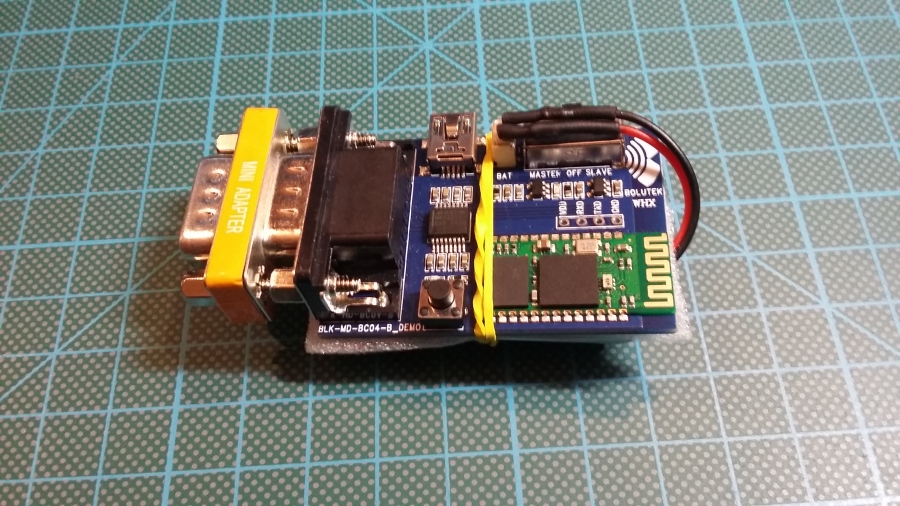 MINI ADAPTER
BAT
MASTER OFF SLAVE
BOLUTEK
WHX
BLK-MD-BC04-B_DEMO